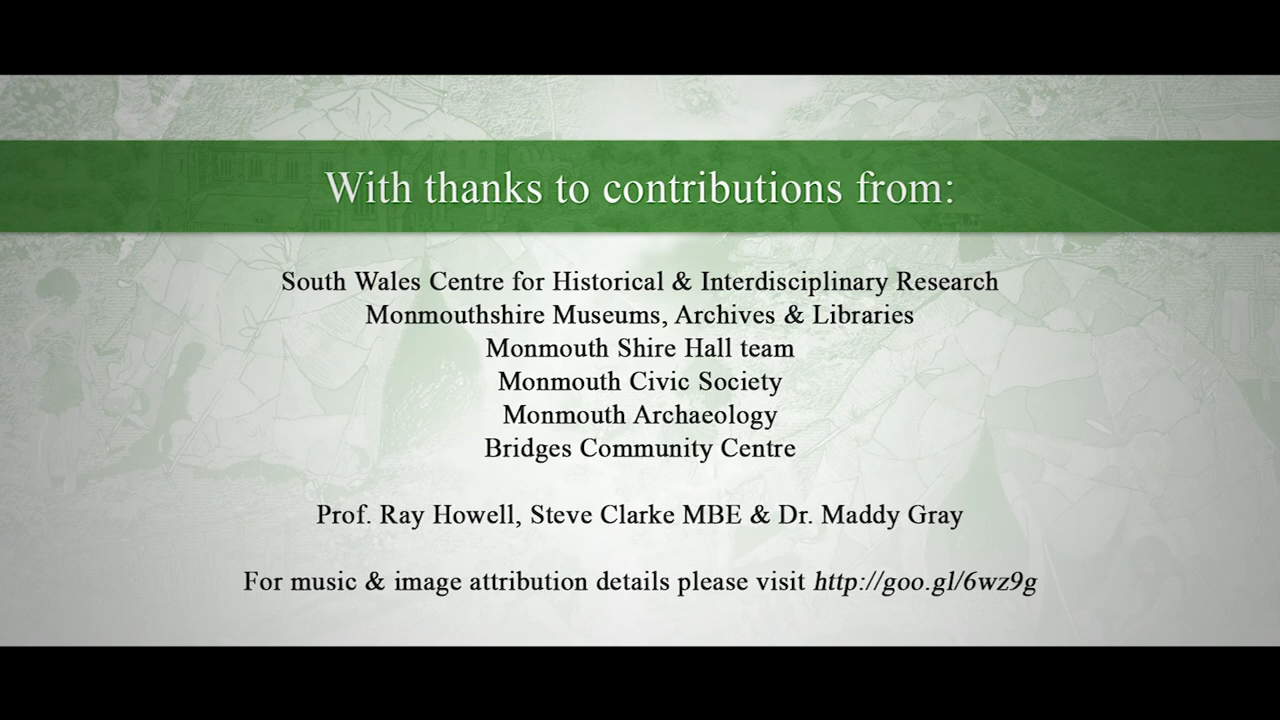 With thanks to contributions from:
South Wales Centre for Historical & Interdisciplinary Research
Monmouthshire Museums, Archives & Libraries
Monmouth Shire Hall team
Monmouth Civic Society
Monmouth Archaeology
Bridges Community Centre
Prof. Ray Howell, Steve Clarke MBE & Dr. Maddy Gray
For music & image attribution details please visit http://goo.gl/6wz9g